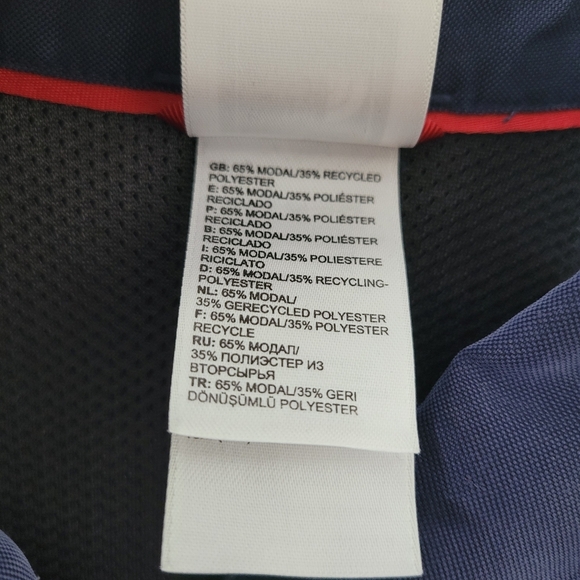 GB: 65% MODAL/35% RECYCLED
POLYESTER
E: 65% MODAL/35% POLIÉSTER
RECICLADO
P: 65% MODAL/35% POLIÉSTER
RECICLADO
B: 65% MODAL/35% POLIÉSTER
RECICLADO
I: 65% MODAL/35% POLIESTERE
RICICLATO
D: 65% MODAL/35% RECYCLING-
POLYESTER
NL: 65% MODAL/
35% GERECYCLED POLYESTER
F: 65% MODAL/35% POLYESTER
RECYCLE
RU: 65% МОДАЛ/
35% ПОЛИЭСТЕР ИЗ
ВТОРСЫРЬЯ
TR: 65% MODAL/35% GERI
DÖNÜŞÜMLÜ POLYESTER